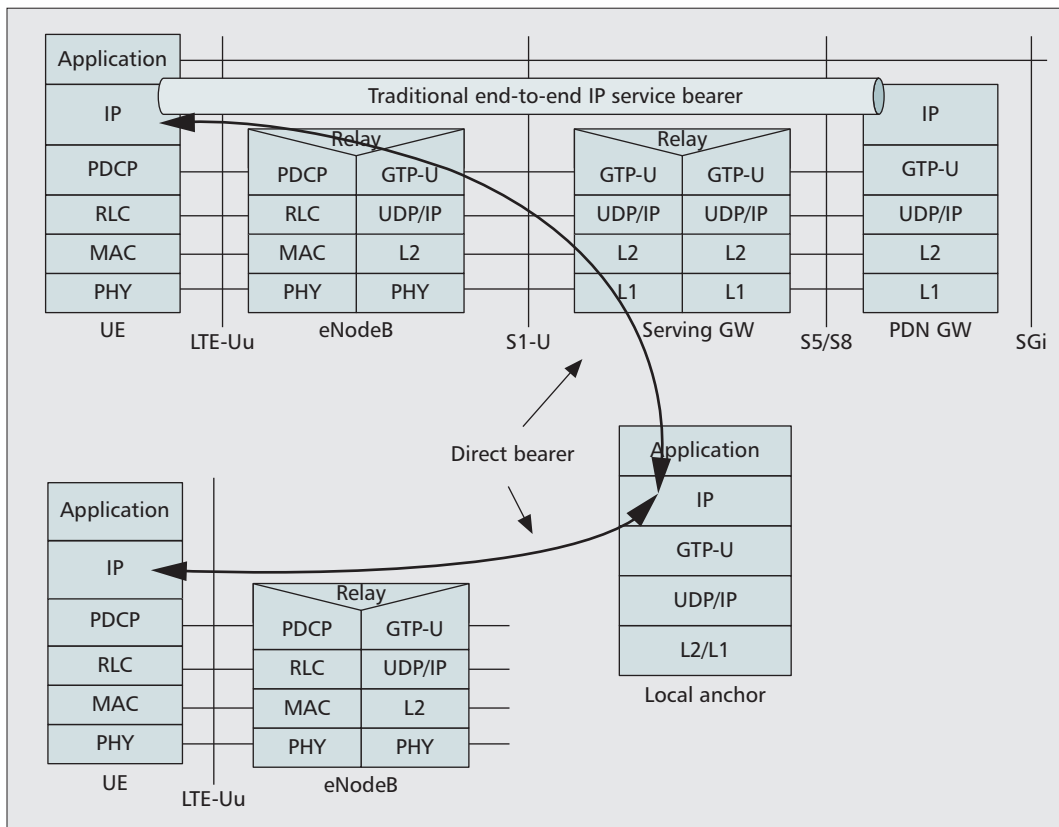 Application
Traditional end-to-end IP service bearer
IP
IP
Relay
Relay
PDCP
PDCP
GTP-U
GTP-U
GTP-U
GTP-U
RLC
RLC
UDP/IP
UDP/IP
UDP/IP
UDP/IP
MAC
MAC
L2
L2
L2
L2
PHY
PHY
PHY
L1
L1
L1
UE
eNodeB
Serving GW
PDN GW
LTE-Uu
S1-U
S5/S8
SGi
Direct bearer
Application
IP
GTP-U
UDP/IP
L2/L1
Local anchor
Application
IP
Relay
PDCP
PDCP
GTP-U
RLC
RLC
UDP/IP
MAC
MAC
L2
PHY
PHY
PHY
UE
eNodeB
LTE-Uu